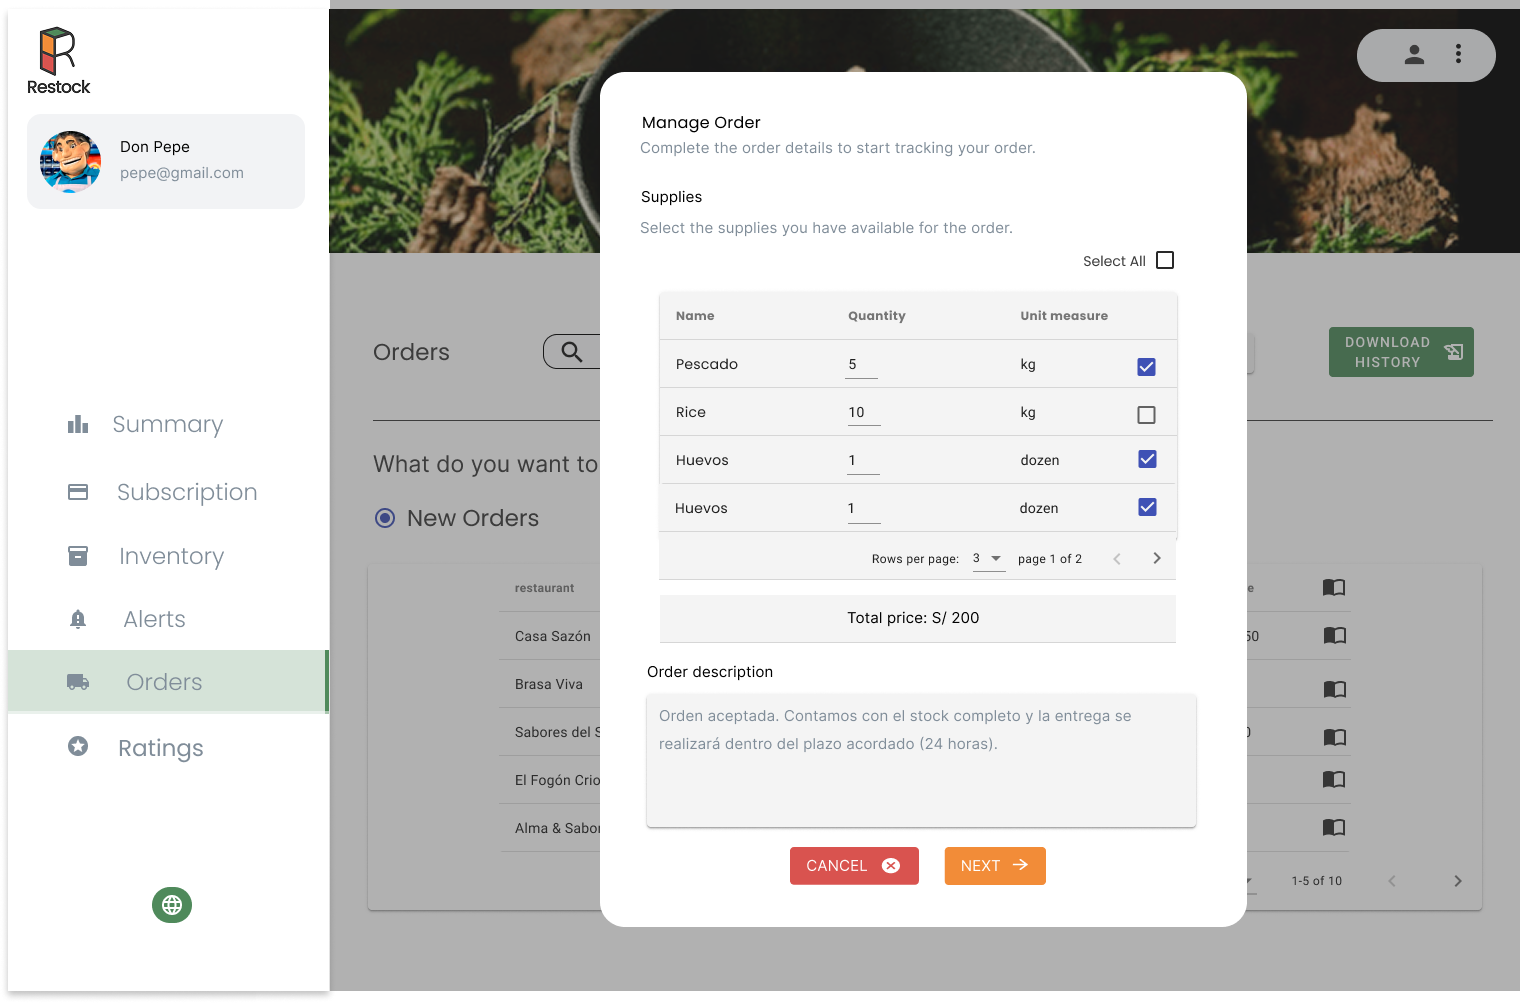 Restock
Don Pepe
pepe@gmail.com
Summary
Subscription
Inventory
Alerts
Orders
Ratings
Orders
DOWNLOAD
HISTORY
What do you want to
New Orders
restaurant
Casa Sazón
Brasa Viva
Sabores del S
El Fogón Crio
Alma & Sabor
1-5 of 10
Manage Order
Complete the order details to start tracking your order.
Supplies
Select the supplies you have available for the order.
Select All
Name Quantity Unit measure
Pescado 5 kg
Rice 10 kg
Huevos 1 dozen
Huevos 1 dozen
Rows per page: 3 page 1 of 2
Total price: S/ 200
Order description
Orden aceptada. Contamos con el stock completo y la entrega se
realizará dentro del plazo acordado (24 horas).
CANCEL NEXT